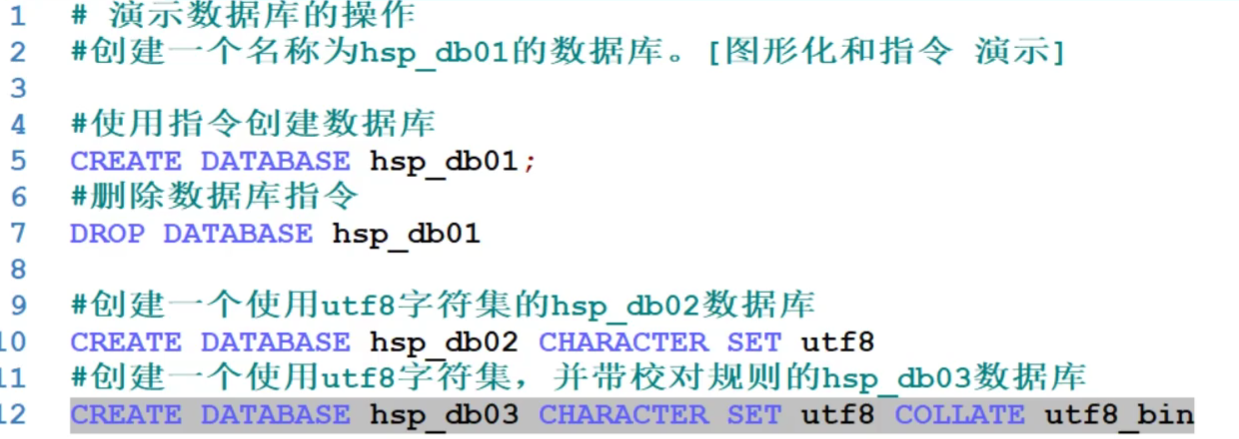 1 # 演示数据库的操作
2 #创建一个名称为hsp_db01的数据库。[图形化和指令 演示]
3
4 #使用指令创建数据库
5 CREATE DATABASE hsp_db01;
6 #删除数据库指令
7 DROP DATABASE hsp_db01
8
9 #创建一个使用utf8字符集的hsp_db02数据库
10 CREATE DATABASE hsp_db02 CHARACTER SET utf8
11 #创建一个使用utf8字符集，并带校对规则的hsp_db03数据库
12 CREATE DATABASE hsp_db03 CHARACTER SET utf8 COLLATE utf8_bin